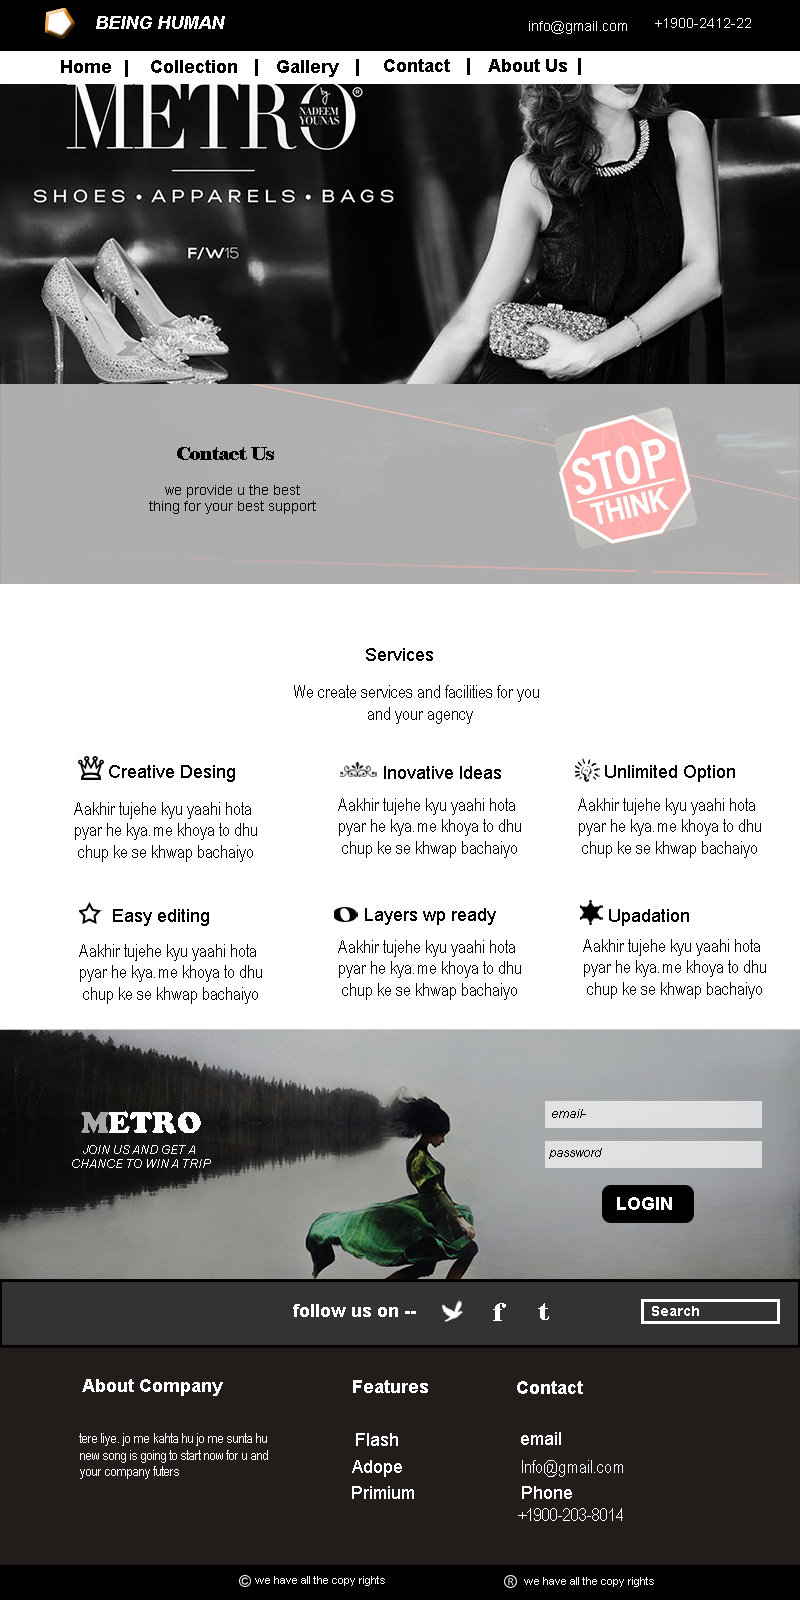 BEING HUMAN
info@gmail.com
+1900-2412-22
Home | Collection | Gallery | Contact | About Us |
METRO
by
NADEEM
YOUNAS
®
SHOES • APPARELS • BAGS
F/W15
Contact Us
we provide u the best
thing for your best support
STOP
THINK
Services
We create services and facilities for you
and your agency
Creative Desing
Aakhir tujehe kyu yaahi hota
pyar he kya.me khoya to dhu
chup ke se khwap bachaiyo
Inovative Ideas
Aakhir tujehe kyu yaahi hota
pyar he kya.me khoya to dhu
chup ke se khwap bachaiyo
Unlimited Option
Aakhir tujehe kyu yaahi hota
pyar he kya.me khoya to dhu
chup ke se khwap bachaiyo
Easy editing
Aakhir tujehe kyu yaahi hota
pyar he kya.me khoya to dhu
chup ke se khwap bachaiyo
Layers wp ready
Aakhir tujehe kyu yaahi hota
pyar he kya.me khoya to dhu
chup ke se khwap bachaiyo
Upadation
Aakhir tujehe kyu yaahi hota
pyar he kya.me khoya to dhu
chup ke se khwap bachaiyo
METRO
JOIN US AND GET A
CHANCE TO WIN A TRIP
email-
password
LOGIN
follow us on --
f
t
Search
About Company
tere liye. jo me kahta hu jo me sunta hu
new song is going to start now for u and
your company futers
Features
Flash
Adope
Primium
Contact
email
Info@gmail.com
Phone
+1900-203-8014
© we have all the copy rights
® we have all the copy rights